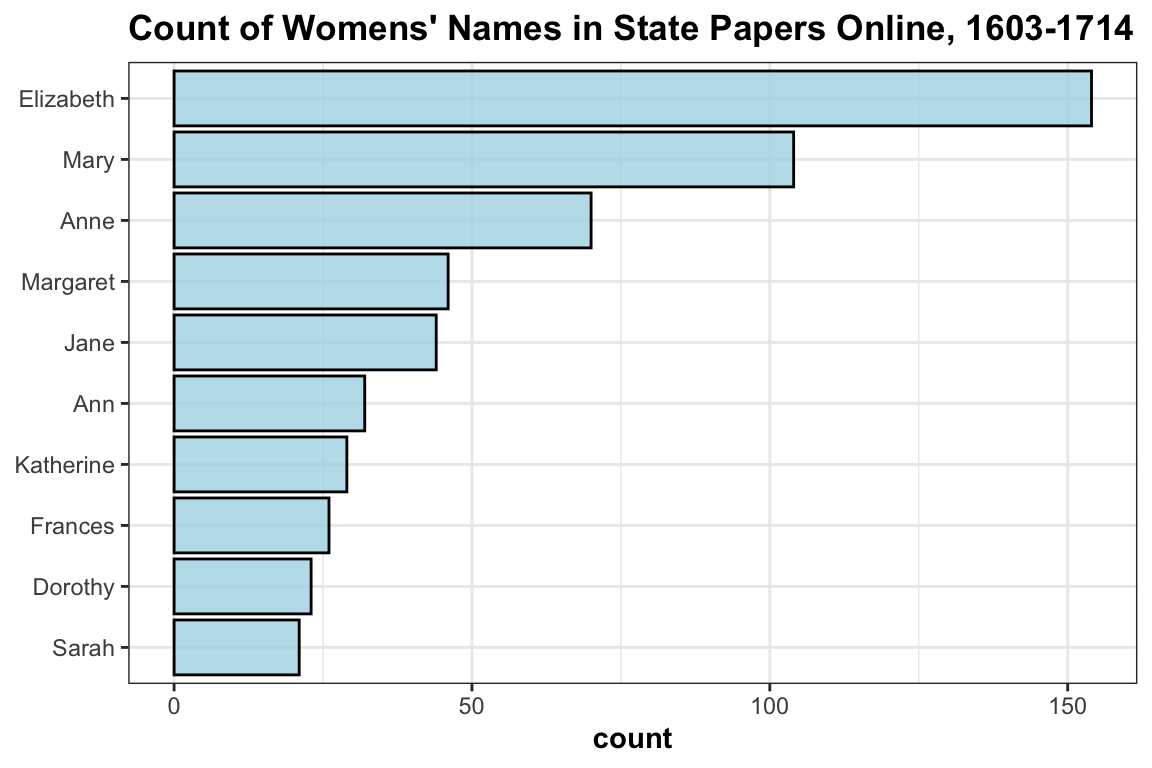 Count of Womens' Names in State Papers Online, 1603-1714
Elizabeth
Mary
Anne
Margaret
Jane
Ann
Katherine
Frances
Dorothy
Sarah
0 50 100 150
count